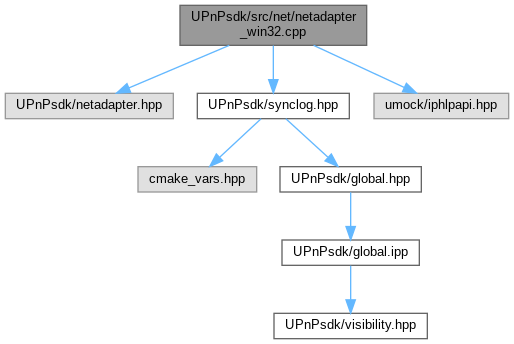 UPnPsdk/src/net/netadapter
_win32.cpp
UPnPsdk/netadapter.hpp
UPnPsdk/synclog.hpp
umock/iphlpapi.hpp
cmake_vars.hpp
UPnPsdk/global.hpp
UPnPsdk/global.ipp
UPnPsdk/visibility.hpp